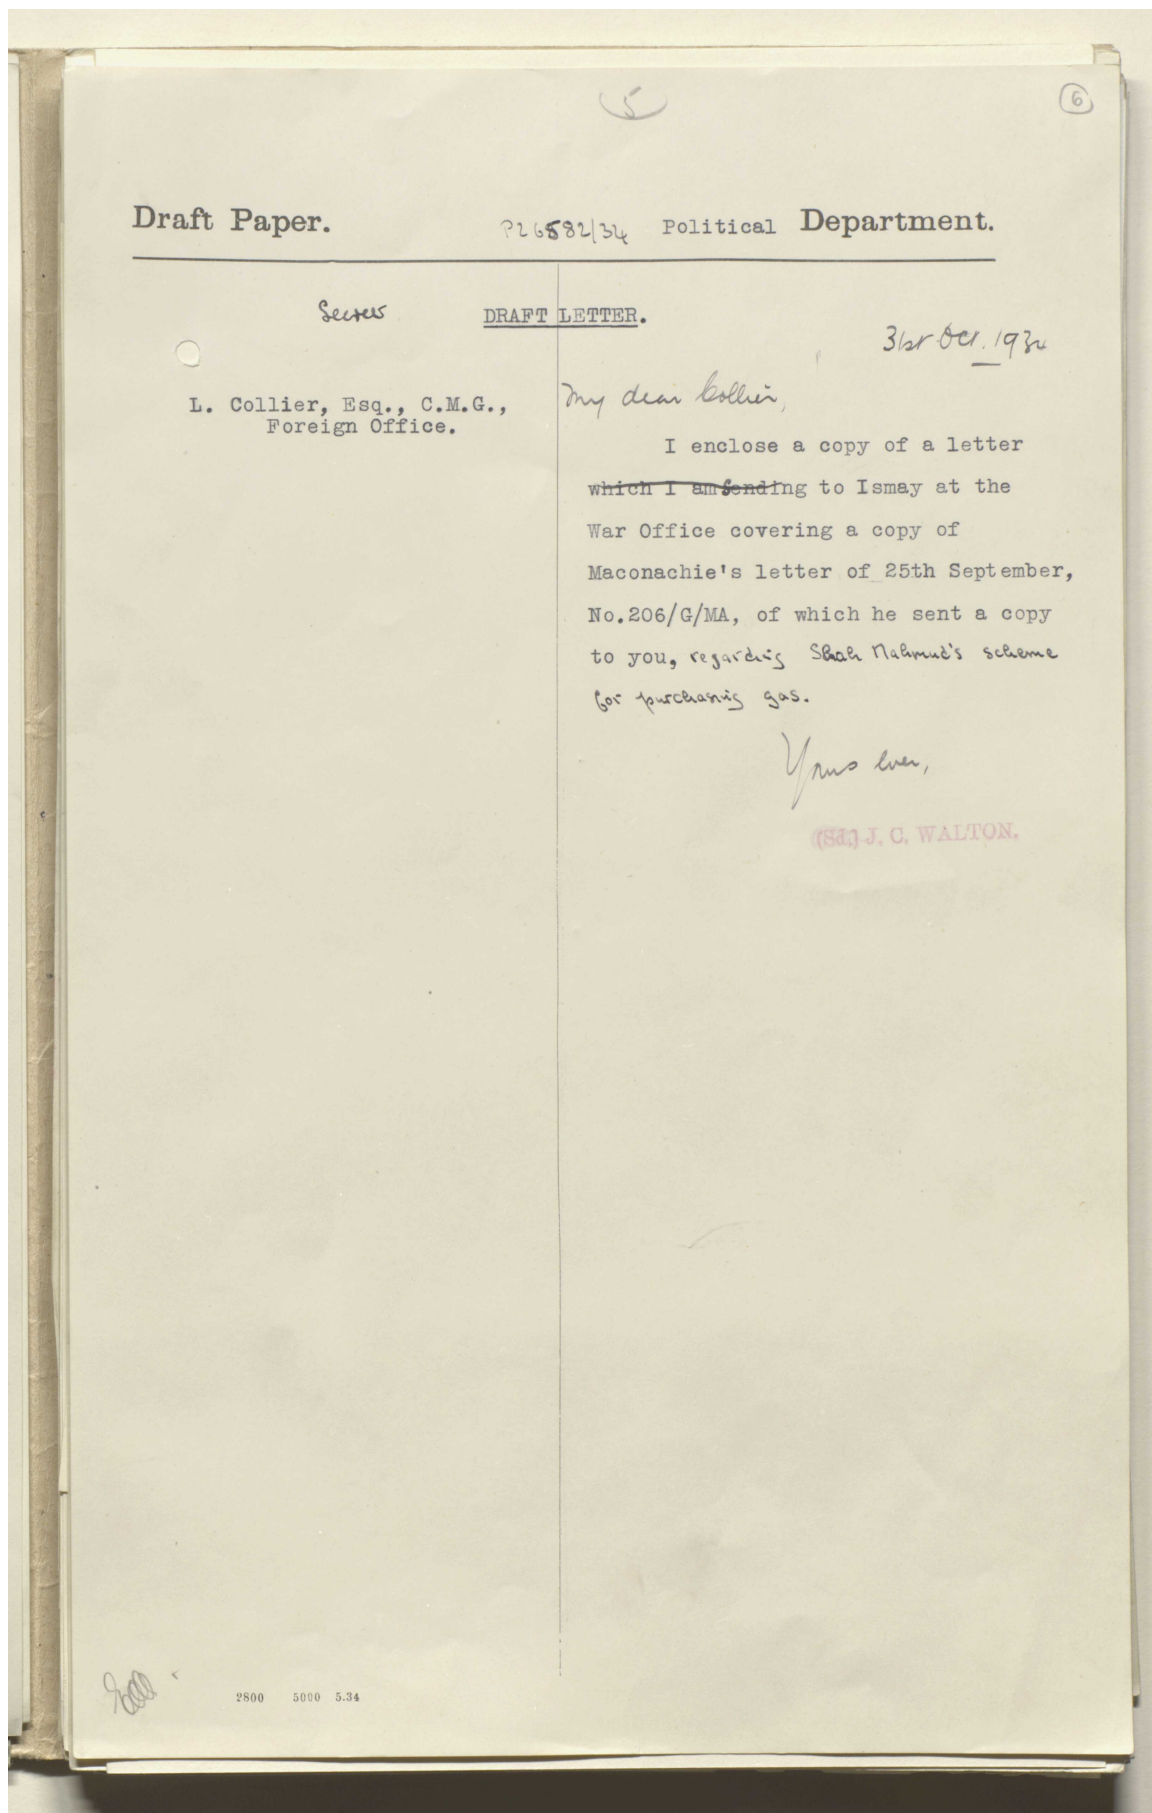 5
6
Draft Paper. PZ6582/34 Political Department.
Secret
DRAFT LETTER.
31st Oct. 1934
L. Collier, Esq., C.M.G.,
Foreign Office.
My dear Collier,
I enclose a copy of a letter
which I am sending to Ismay at the
War Office covering a copy of
Maconachie's letter of 25th September,
No.206/G/MA, of which he sent a copy
to you, regarding Shah Mahmud's scheme
for purchasing gas.
Yours ever,
(Sd.) J. C. WALTON.
2800 5000 5.34